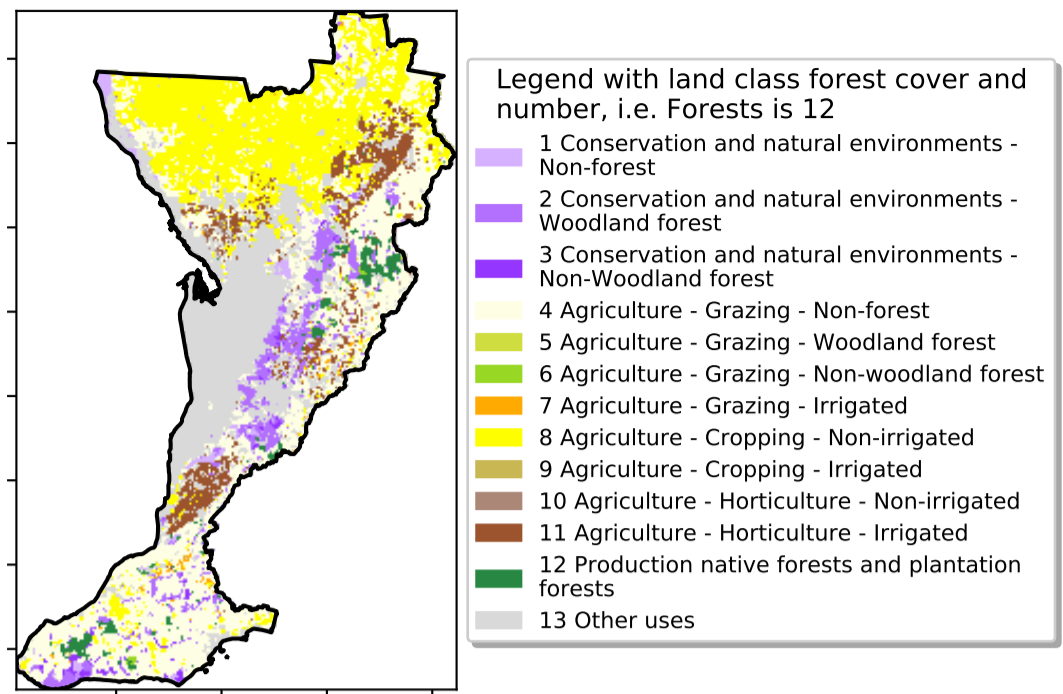 Legend with land class forest cover and
number, i.e. Forests is 12
1 Conservation and natural environments -
Non-forest
2 Conservation and natural environments -
Woodland forest
3 Conservation and natural environments -
Non-Woodland forest
4 Agriculture - Grazing - Non-forest
5 Agriculture - Grazing - Woodland forest
6 Agriculture - Grazing - Non-woodland forest
7 Agriculture - Grazing - Irrigated
8 Agriculture - Cropping - Non-irrigated
9 Agriculture - Cropping - Irrigated
10 Agriculture - Horticulture - Non-irrigated
11 Agriculture - Horticulture - Irrigated
12 Production native forests and plantation
forests
13 Other uses